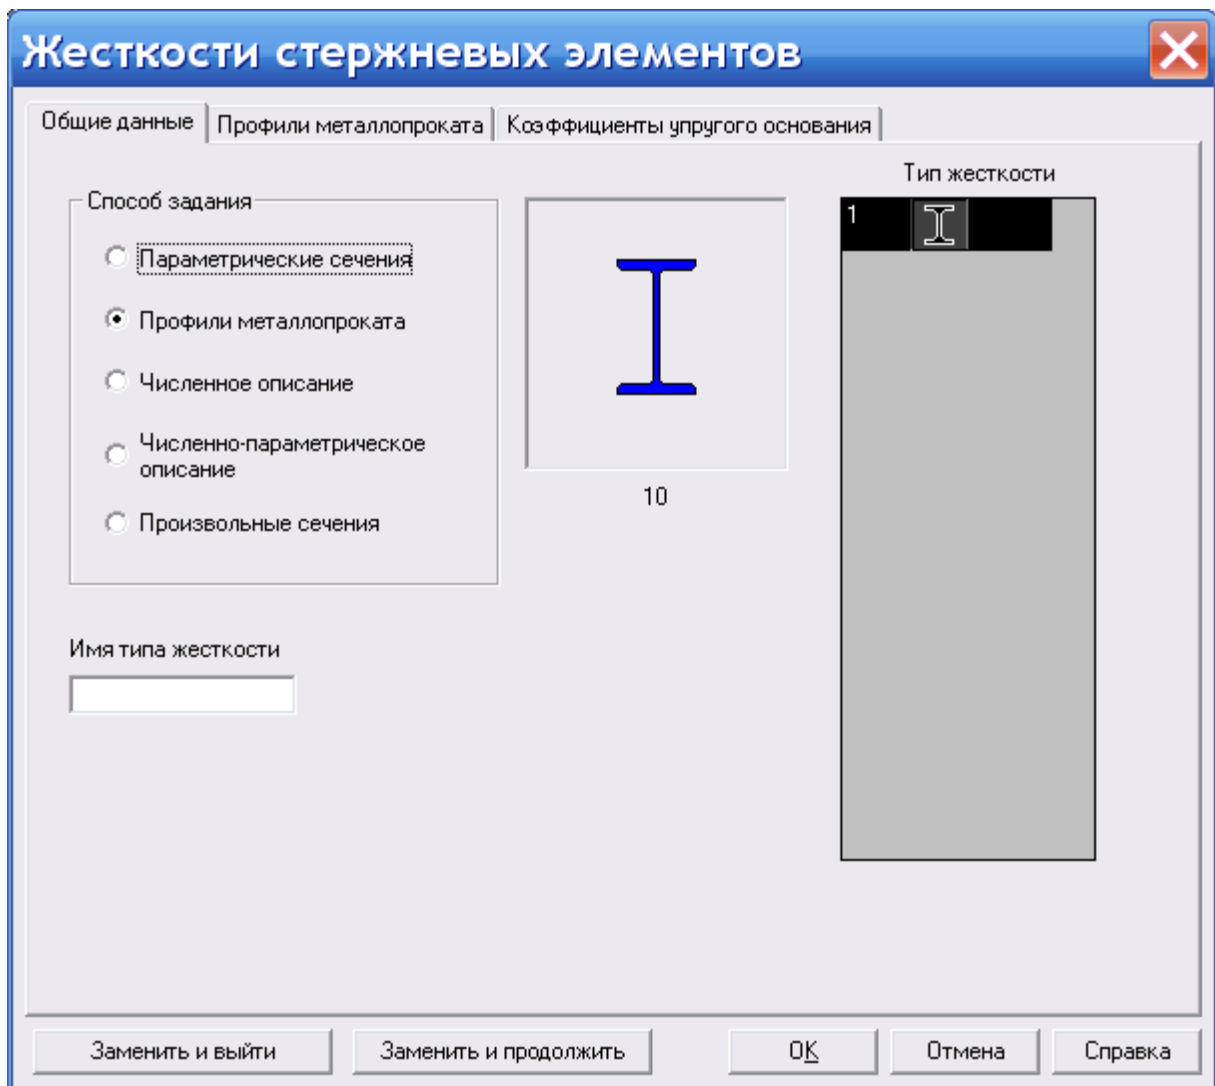 Жесткости стержневых элементов
Общие данные
Профили металлопроката
Коэффициенты упругого основания
Способ задания
Параметрические сечения
Профили металлопроката
Численное описание
Численно-параметрическое
описание
Произвольные сечения
10
Тип жесткости
1
Имя типа жесткости
Заменить и выйти
Заменить и продолжить
OK
Отмена
Справка